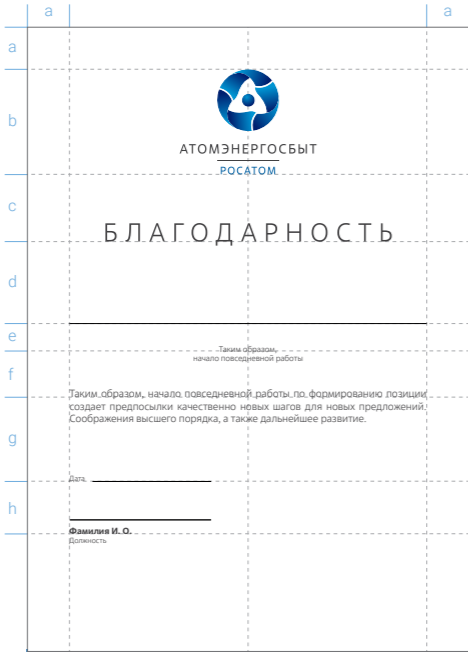 a
a
a
b
АТОМЭНЕРГОСБЫТ
РОСАТОМ
c
БЛАГОДАРНОСТЬ
d
e
Таким образом,
начало повседневной работы
f
Таким образом, начало повседневной работы по формированию позиции
создает предпосылки качественно новых шагов для новых предложений.
Соображения высшего порядка, а также дальнейшее развитие.
g
Дата
h
Фамилия И. О.
Должность